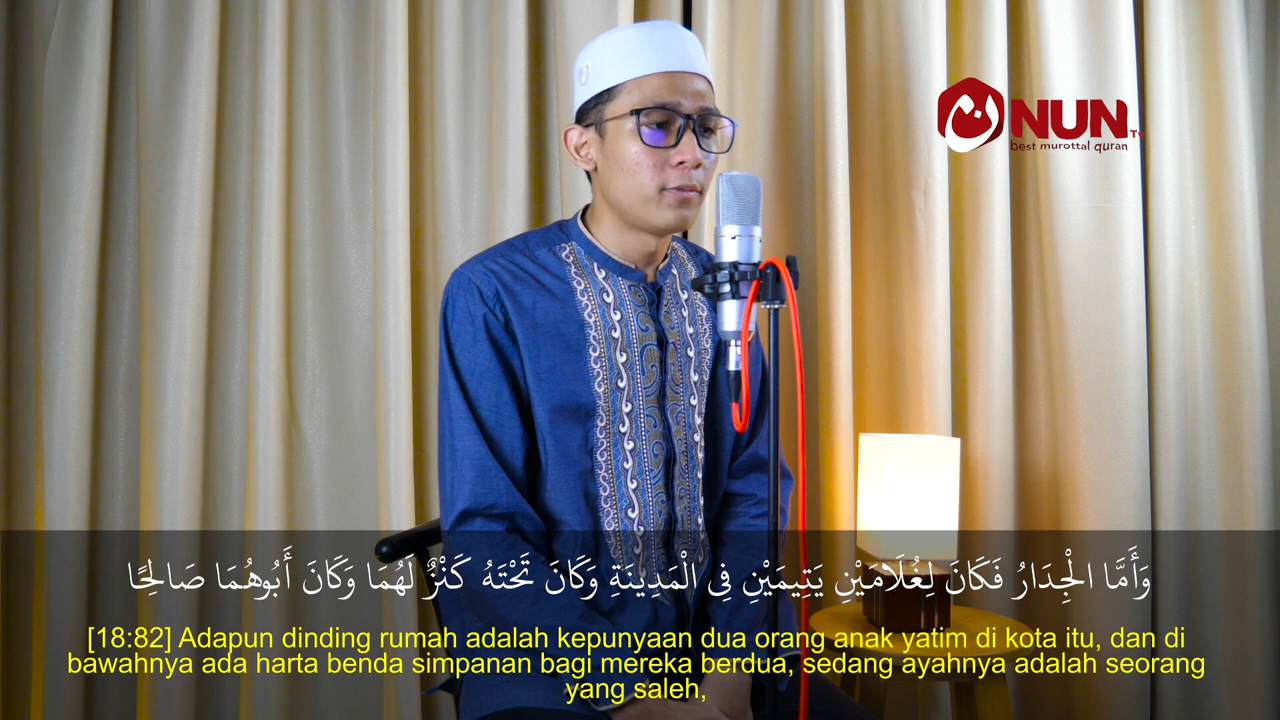 NUN
Tv
best murottal quran
وَأَمَّا الْجِدَارُ فَكَانَ لِغُلَامَيْنِ يَتِيمَيْنِ فِي الْمَدِينَةِ وَكَانَ تَحْتَهُ كَنْزٌ لَهُمَا وَكَانَ أَبُوهُمَا صَالِحًا
[18:82] Adapun dinding rumah adalah kepunyaan dua orang anak yatim di kota itu, dan di
bawahnya ada harta benda simpanan bagi mereka berdua, sedang ayahnya adalah seorang
yang saleh,